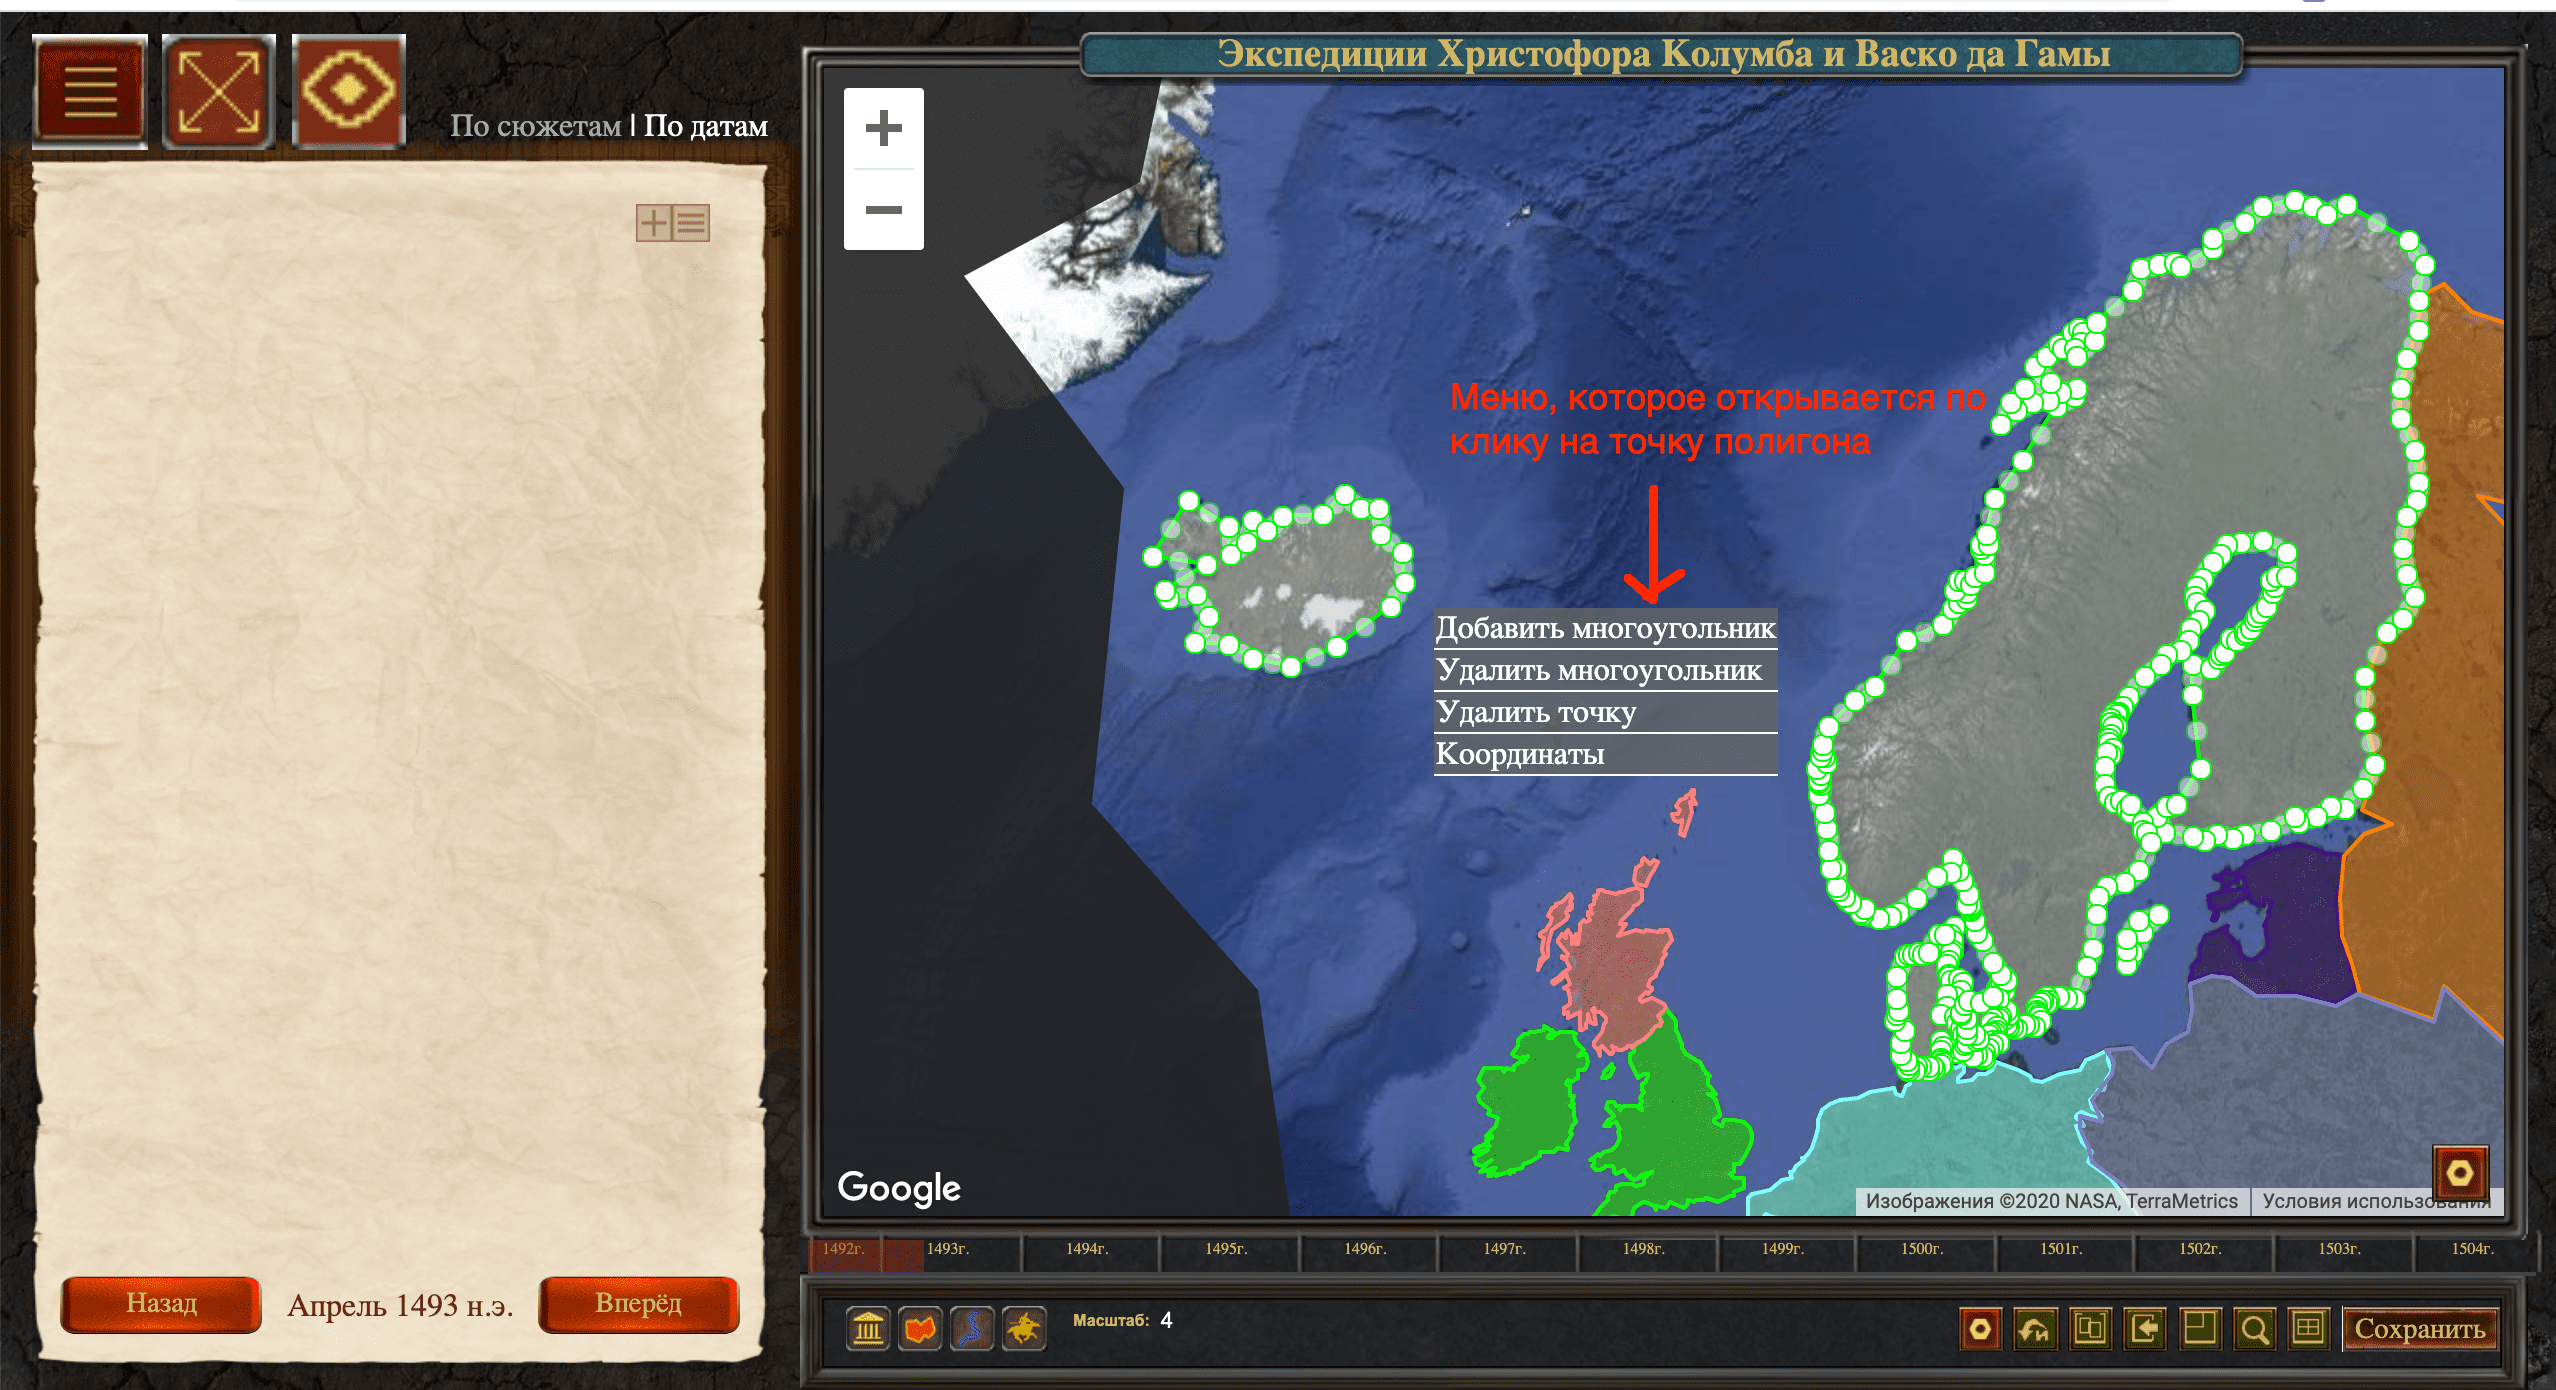 Экспедиции Христофора Колумба и Васко да Гамы
По сюжетам | По датам
Меню, которое открывается по
клику на точку полигона
Добавить многоугольник
Удалить многоугольник
Удалить точку
Координаты
Google
Изображения ©2020 NASA, TerraMetrics
Условия использования
1492г. 1493г. 1494г. 1495г. 1496г. 1497г. 1498г. 1499г. 1500г. 1501г. 1502г. 1503г. 1504г.
Назад
Апрель 1493 н.э.
Вперёд
Масштаб: 4
Сохранить